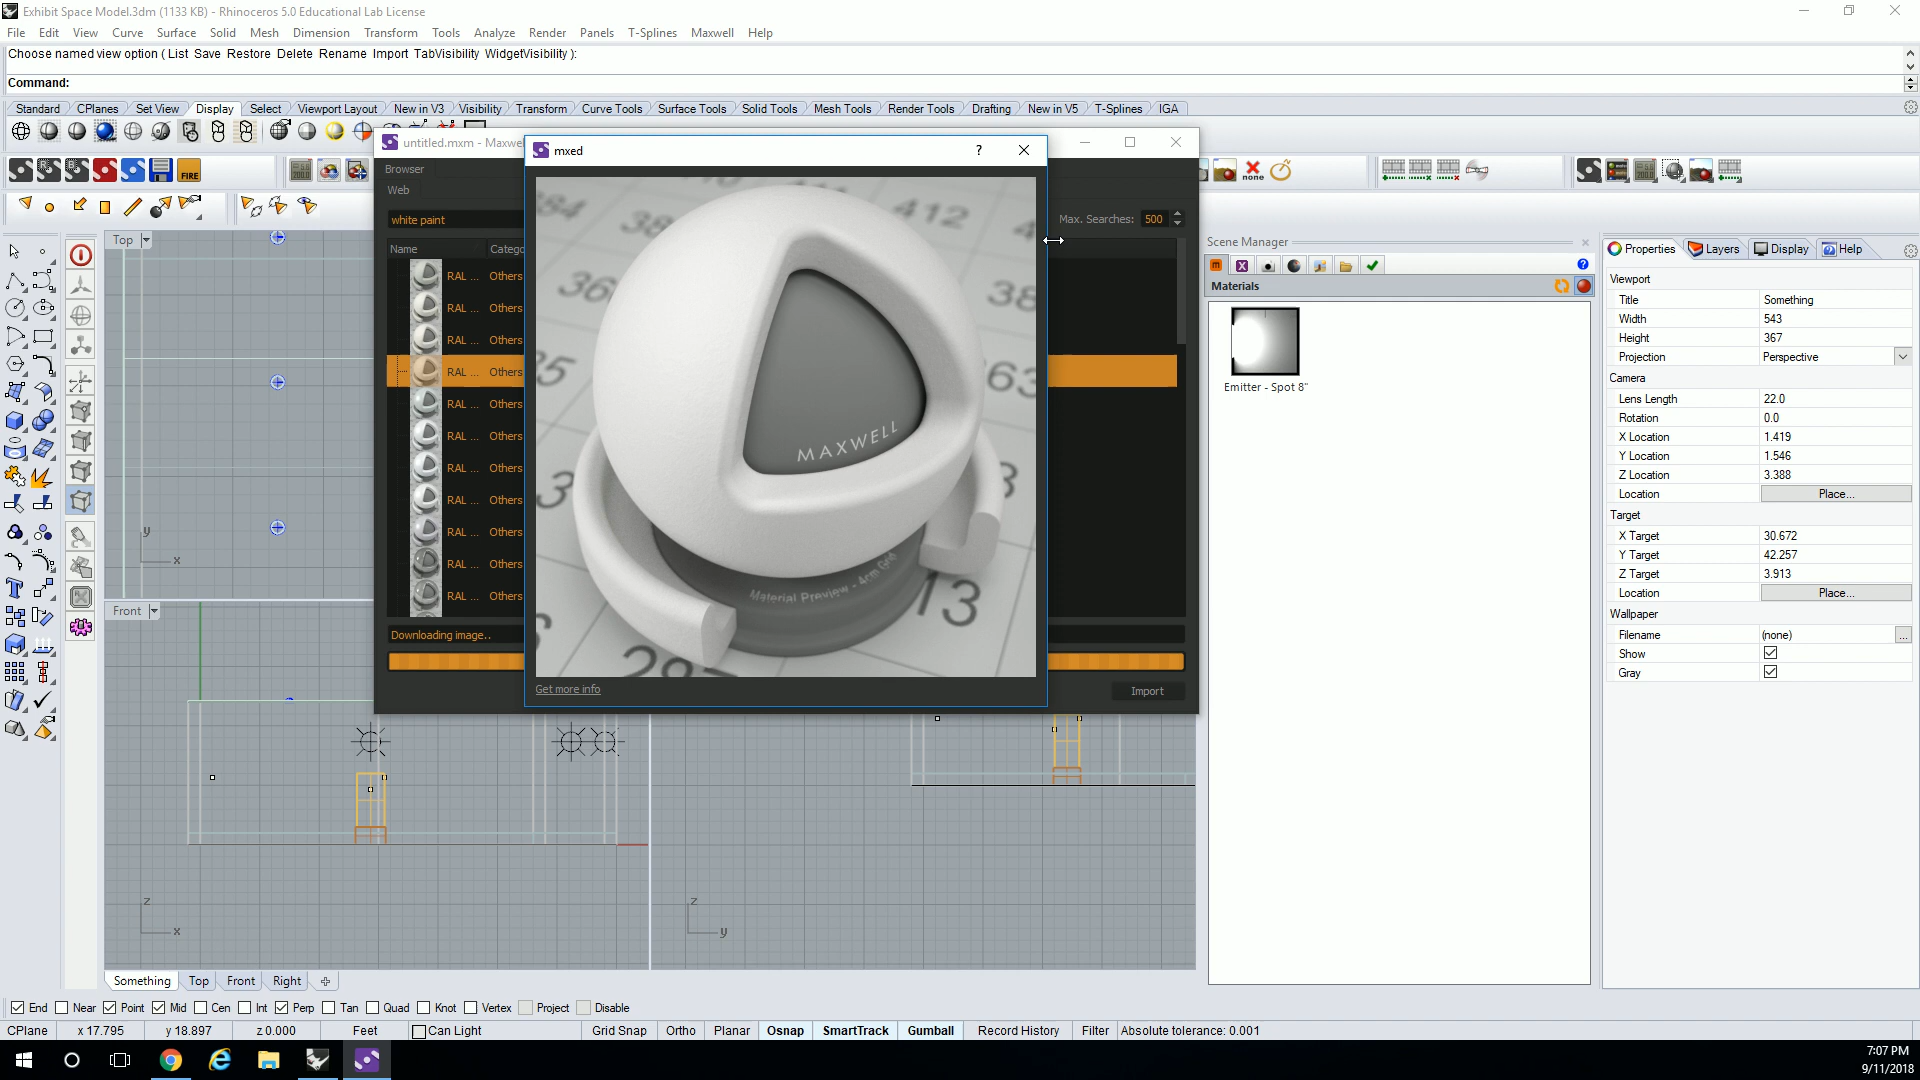 Exhibit Space Model.3dm (1133 KB) - Rhinoceros 5.0 Educational Lab License
File Edit View Curve Surface Solid Mesh Dimension Transform Tools Analyze Render Panels T-Splines Maxwell Help
Choose named view option ( List Save Restore Delete Rename Import TabVisibility WidgetVisibility ):
Command:
Standard CPlanes Set View Display Select Viewport Layout New in V3 Visibility Transform Curve Tools Surface Tools Solid Tools Mesh Tools Render Tools Drafting New in V5 T-Splines IGA
untitled.mxm - Maxwe
mxed
?
FIRE
none
Browser
Web
white paint
Max. Searches: 500
Name Catego
RAL ... Others
RAL ... Others
RAL ... Others
RAL ... Others
RAL ... Others
RAL ... Others
RAL ... Others
RAL ... Others
RAL ... Others
RAL ... Others
RAL ... Others
Downloading image..
Import
384
412
36
MAXWELL
Material Preview - 4cm Grid
13
Get more info
Top
y
x
Front
z
x
z
y
Scene Manager
Materials
Emitter - Spot 8"
Properties Layers Display Help
Viewport
Title Something
Width 543
Height 367
Projection Perspective
Camera
Lens Length 22.0
Rotation 0.0
X Location 1.419
Y Location 1.546
Z Location 3.388
Location Place...
Target
X Target 30.672
Y Target 42.257
Z Target 3.913
Location Place...
Wallpaper
Filename (none) ...
Show
Gray
Something Top Front Right
End Near Point Mid Cen Int Perp Tan Quad Knot Vertex Project Disable
CPlane x 17.795 y 18.897 z 0.000 Feet Can Light Grid Snap Ortho Planar Osnap SmartTrack Gumball Record History Filter Absolute tolerance: 0.001
7:07 PM
9/11/2018